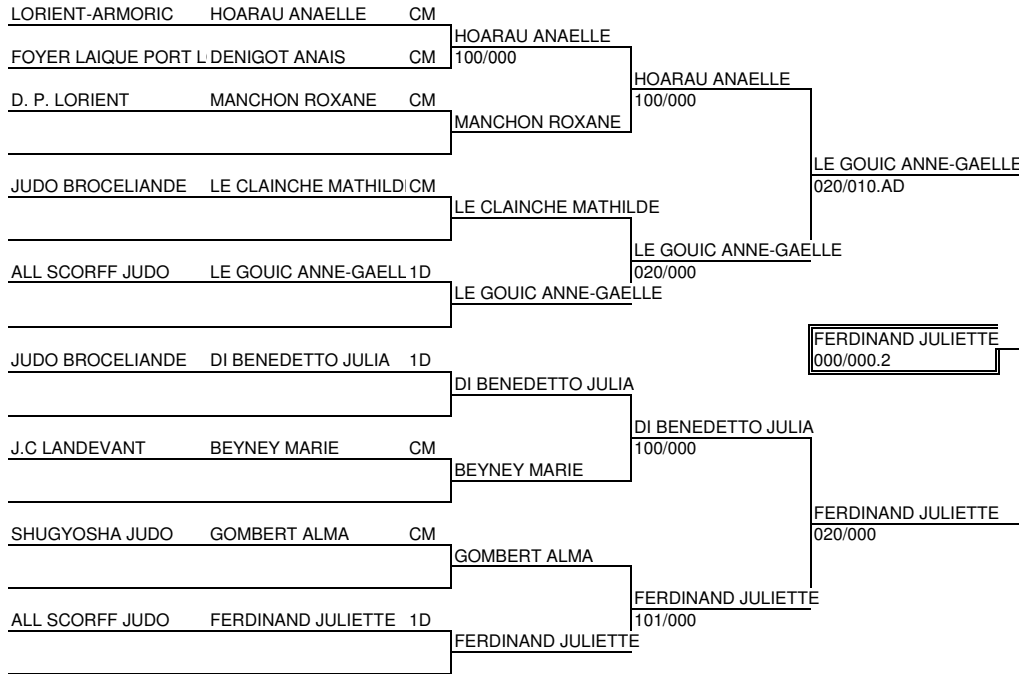 LORIENT-ARMORIC HOARAU ANAELLE CM
HOARAU ANAELLE
FOYER LAIQUE PORT L DENIGOT ANAIS CM 100/000
HOARAU ANAELLE
D. P. LORIENT MANCHON ROXANE CM 100/000
MANCHON ROXANE
LE GOUIC ANNE-GAELLE
JUDO BROCELIANDE LE CLAINCHE MATHILD CM 020/010.AD
LE CLAINCHE MATHILDE
LE GOUIC ANNE-GAELLE
ALL SCORFF JUDO LE GOUIC ANNE-GAELL 1D 020/000
LE GOUIC ANNE-GAELLE
FERDINAND JULIETTE
JUDO BROCELIANDE DI BENEDETTO JULIA 1D 000/000.2
DI BENEDETTO JULIA
DI BENEDETTO JULIA
J.C LANDEVANT BEYNEY MARIE CM 100/000
BEYNEY MARIE
FERDINAND JULIETTE
SHUGYOSHA JUDO GOMBERT ALMA CM 020/000
GOMBERT ALMA
FERDINAND JULIETTE
ALL SCORFF JUDO FERDINAND JULIETTE 1D 101/000
FERDINAND JULIETTE